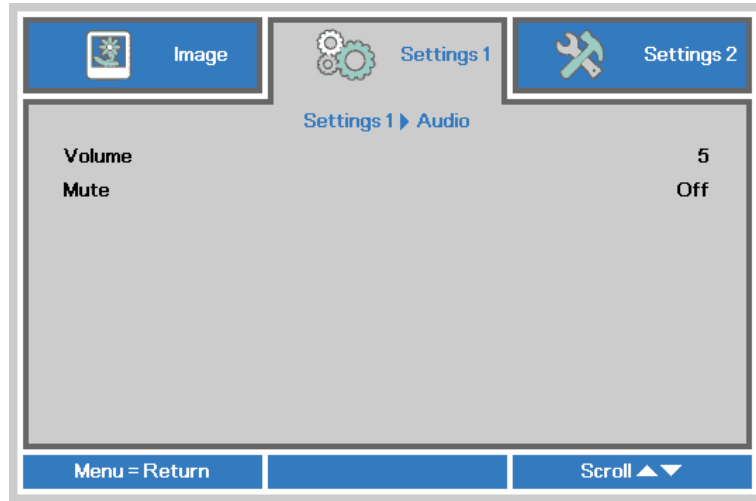 Image
Settings 1
Settings 2
Settings 1 ▶ Audio
Volume 5
Mute Off
Menu = Return
Scroll ▲▼